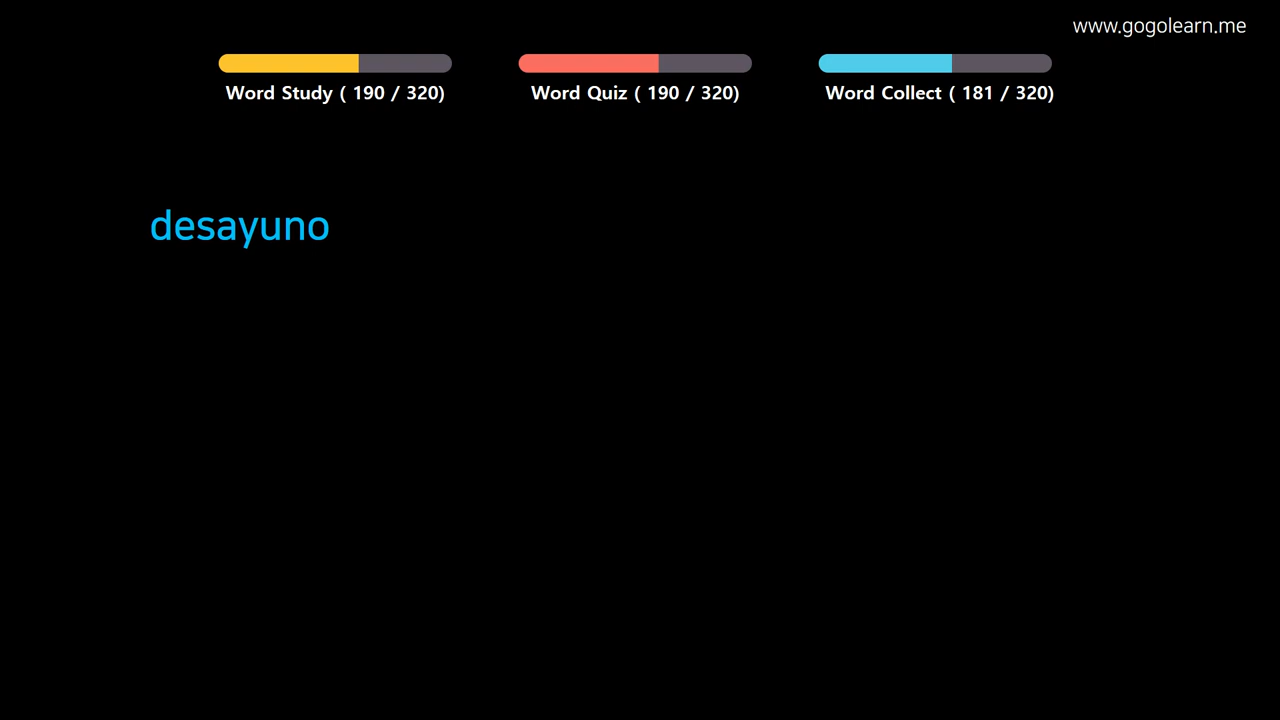 www.gogolearn.me
Word Study ( 190 / 320)
Word Quiz ( 190 / 320)
Word Collect ( 181 / 320)
desayuno